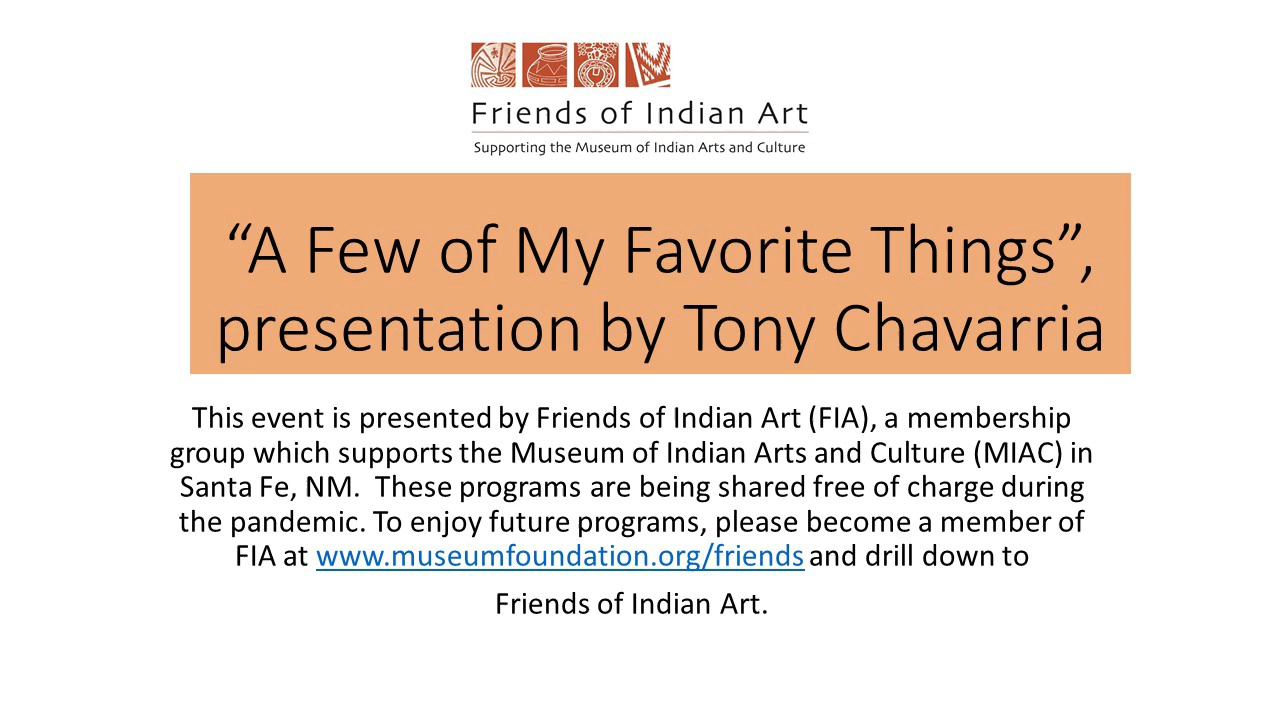 Friends of Indian Art
Supporting the Museum of Indian Arts and Culture
“A Few of My Favorite Things”,
presentation by Tony Chavarria
This event is presented by Friends of Indian Art (FIA), a membership
group which supports the Museum of Indian Arts and Culture (MIAC) in
Santa Fe, NM.  These programs are being shared free of charge during
the pandemic. To enjoy future programs, please become a member of
FIA at www.museumfoundation.org/friends and drill down to
Friends of Indian Art.